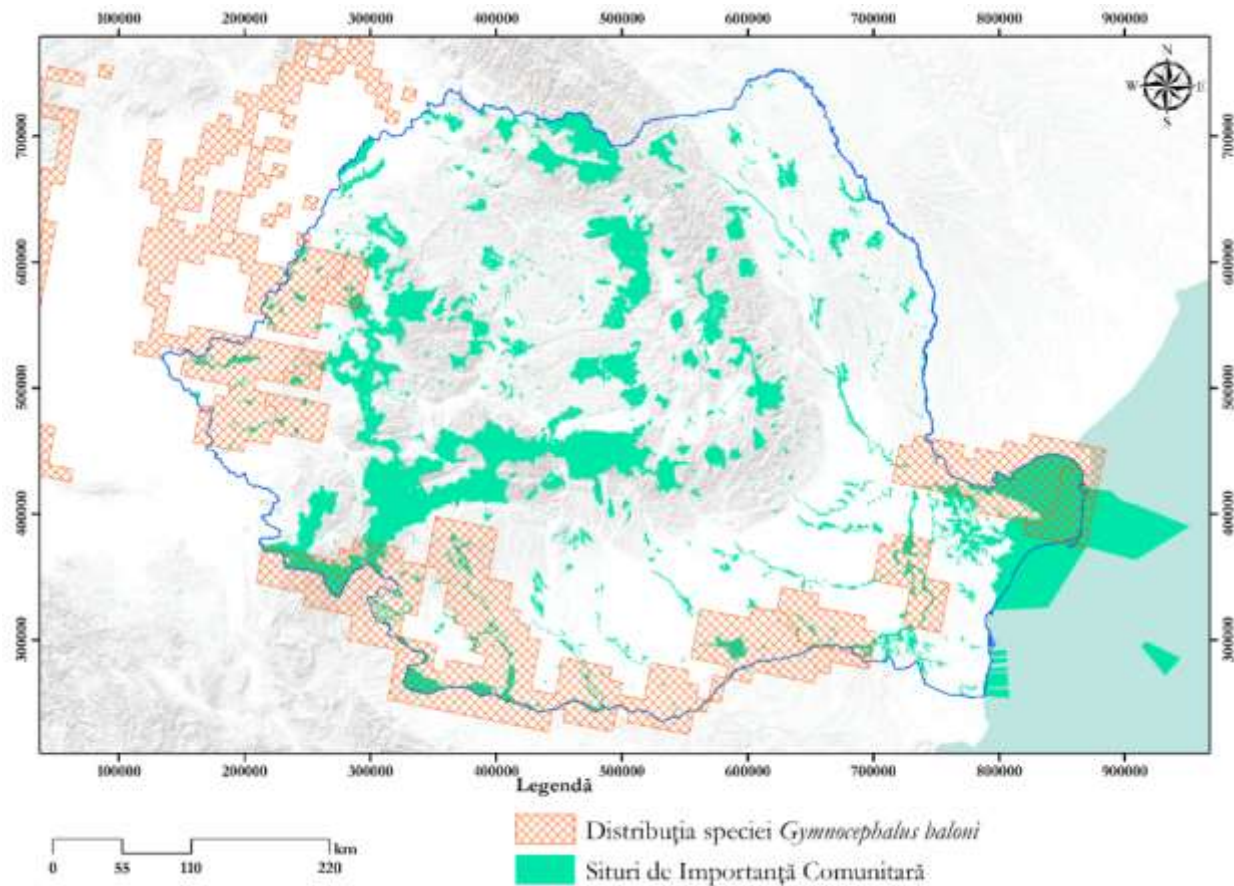 100000 200000 300000 400000 500000 600000 700000 800000 900000
N
W E
S
700000 700000
600000 600000
500000 500000
400000 400000
300000 300000
100000 200000 300000 400000 500000 600000 700000 800000 900000
Legendă
km
0 55 110 220
Distribuția speciei Gymnocephalus baloni
Situri de Importanță Comunitară